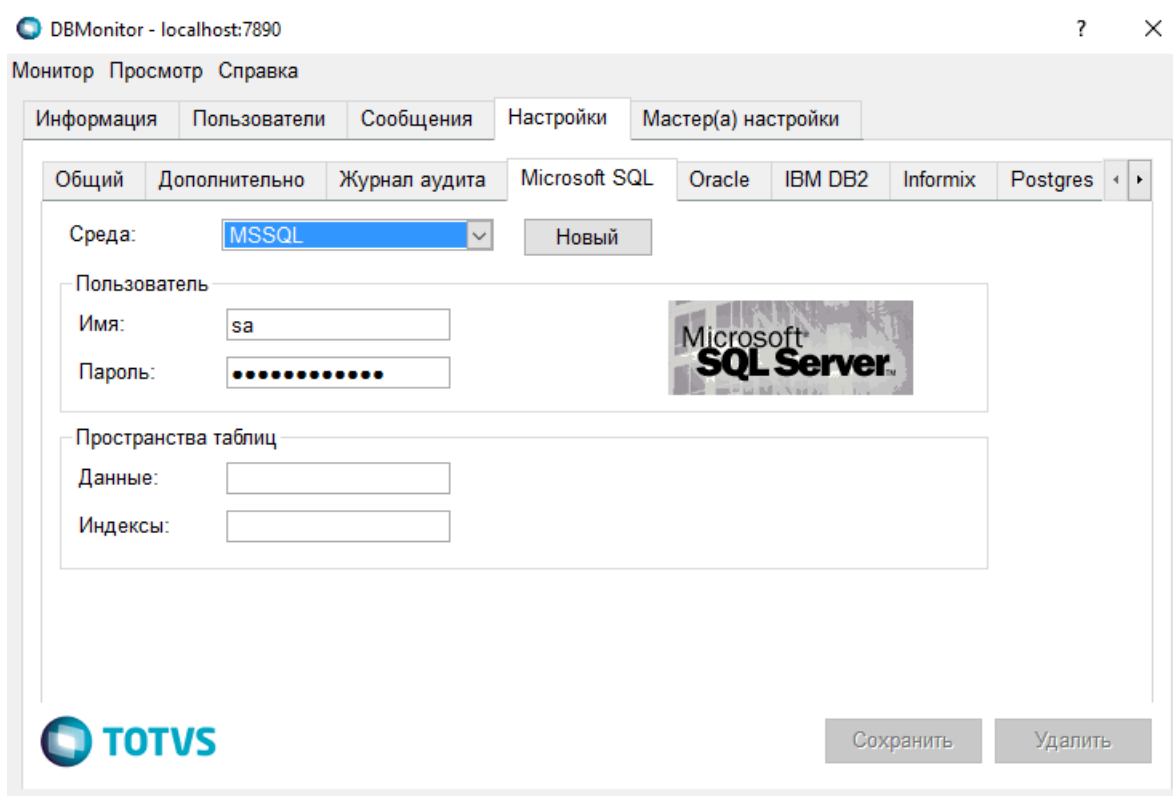 DBMonitor - localhost:7890 ?
Монитор Просмотр Справка
Информация Пользователи Сообщения Настройки Мастер(а) настройки
Общий Дополнительно Журнал аудита Microsoft SQL Oracle IBM DB2 Informix Postgres
Среда: MSSQL Новый
Пользователь
Имя: sa
Пароль: ●●●●●●●●●●●●
Microsoft
SQL Server™
Пространства таблиц
Данные:
Индексы:
TOTVS
Сохранить Удалить